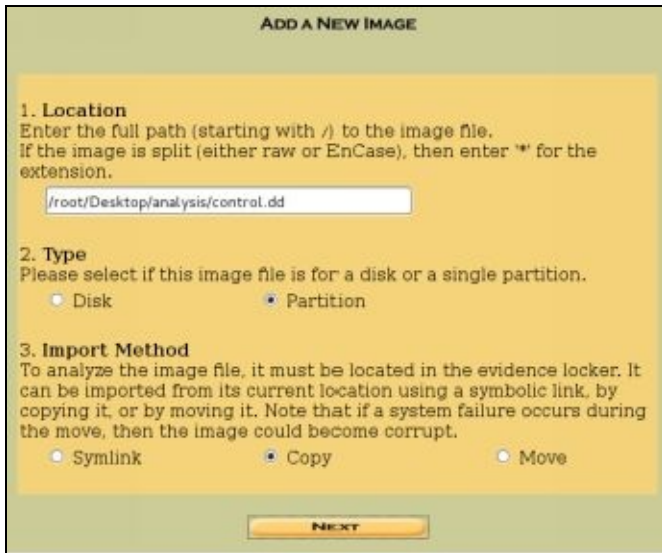 ADD A NEW IMAGE
1. Location
Enter the full path (starting with /) to the image file.
If the image is split (either raw or EnCase), then enter '*' for the
extension.
/root/Desktop/analysis/control.dd
2. Type
Please select if this image file is for a disk or a single partition.
Disk Partition
3. Import Method
To analyze the image file, it must be located in the evidence locker. It
can be imported from its current location using a symbolic link, by
copying it, or by moving it. Note that if a system failure occurs during
the move, then the image could become corrupt.
Symlink Copy Move
NEXT